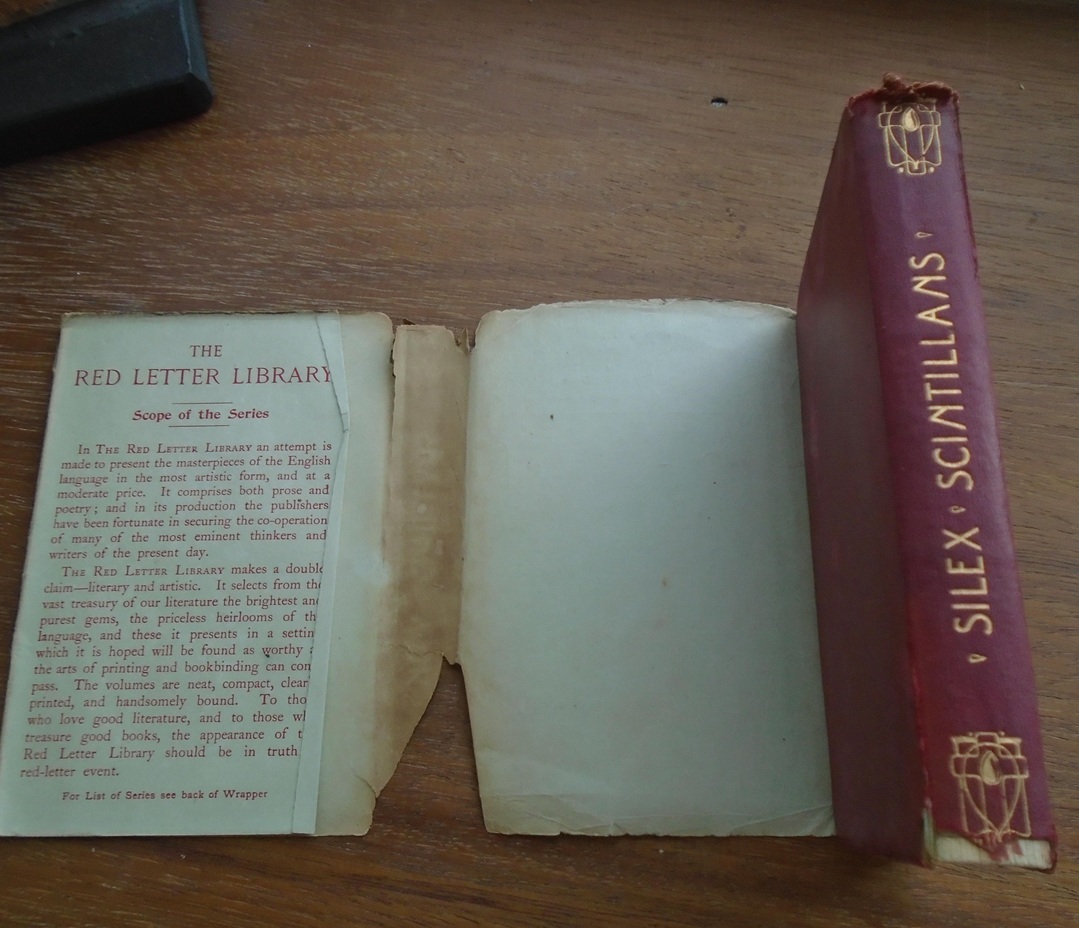 THE
RED LETTER LIBRARY
Scope of the Series
In THE RED LETTER LIBRARY an attempt is
made to present the masterpieces of the English
language in the most artistic form, and at a
moderate price. It comprises both prose and
poetry; and in its production the publishers
have been fortunate in securing the co-operation
of many of the most eminent thinkers and
writers of the present day.
THE RED LETTER LIBRARY makes a double
claim—literary and artistic. It selects from the
vast treasury of our literature the brightest and
purest gems, the priceless heirlooms of th
language, and these it presents in a settin
which it is hoped will be found as worthy
the arts of printing and bookbinding can com
pass. The volumes are neat, compact, clear
printed, and handsomely bound. To tho
who love good literature, and to those wh
treasure good books, the appearance of t
Red Letter Library should be in truth
red-letter event.
For List of Series see back of Wrapper
SILEX SCINTILLANS